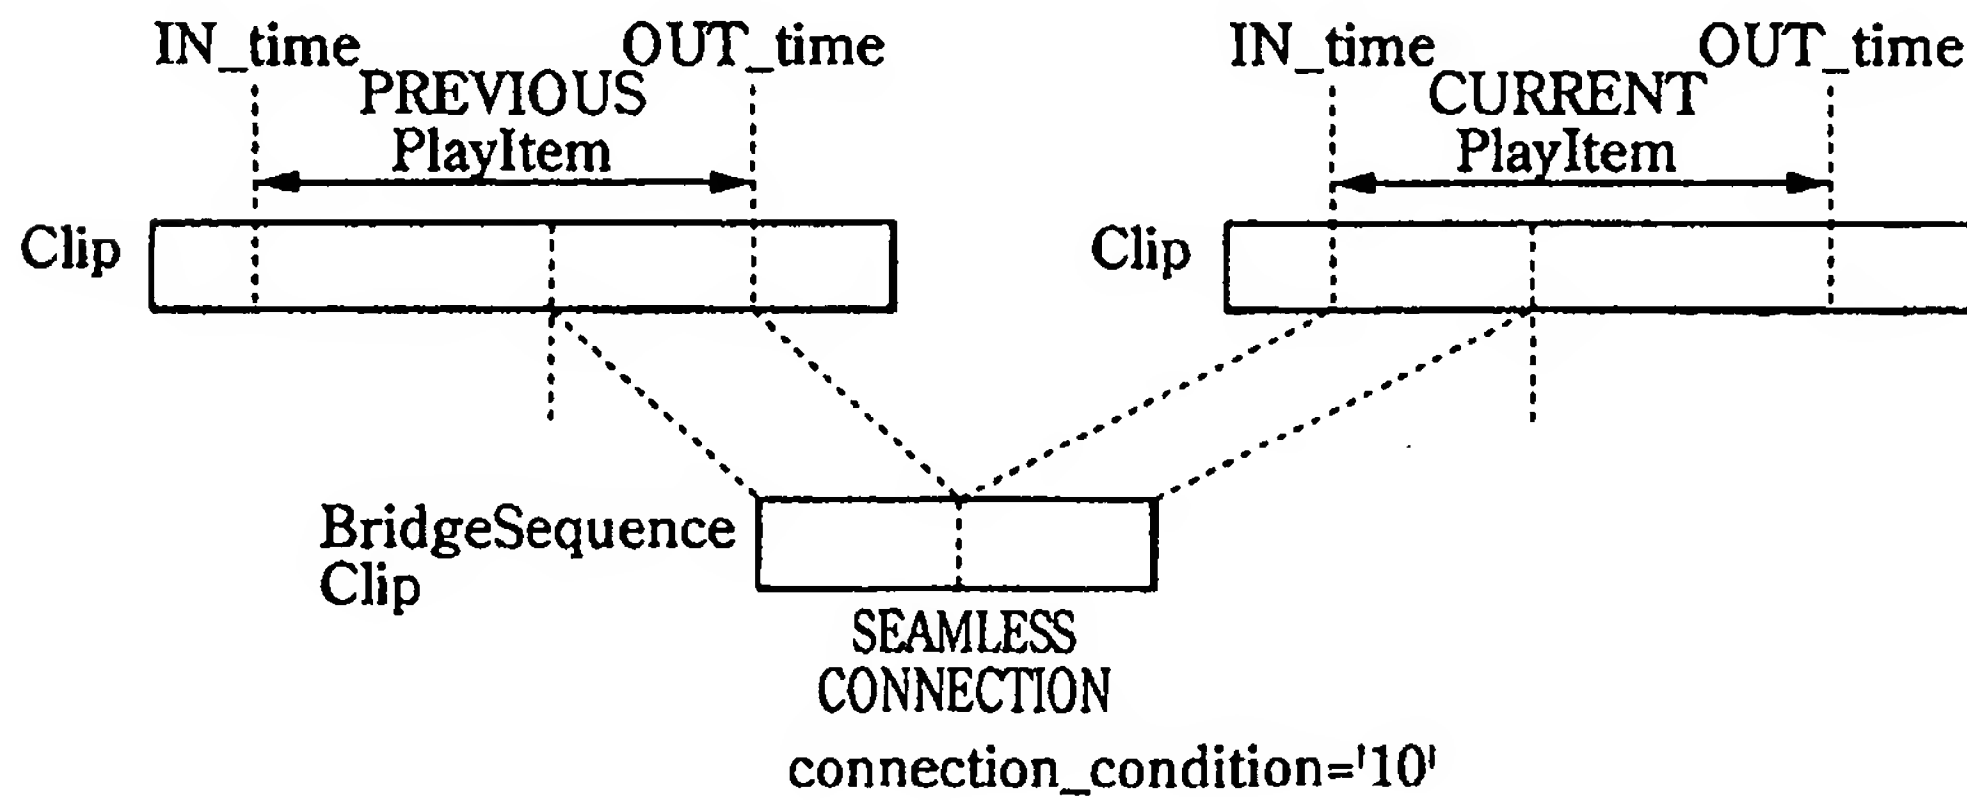 IN_time OUT_time IN_time OUT_time
PREVIOUS
PlayItem
CURRENT
PlayItem
Clip
Clip
BridgeSequence
Clip
SEAMLESS
CONNECTION
connection_condition='10'